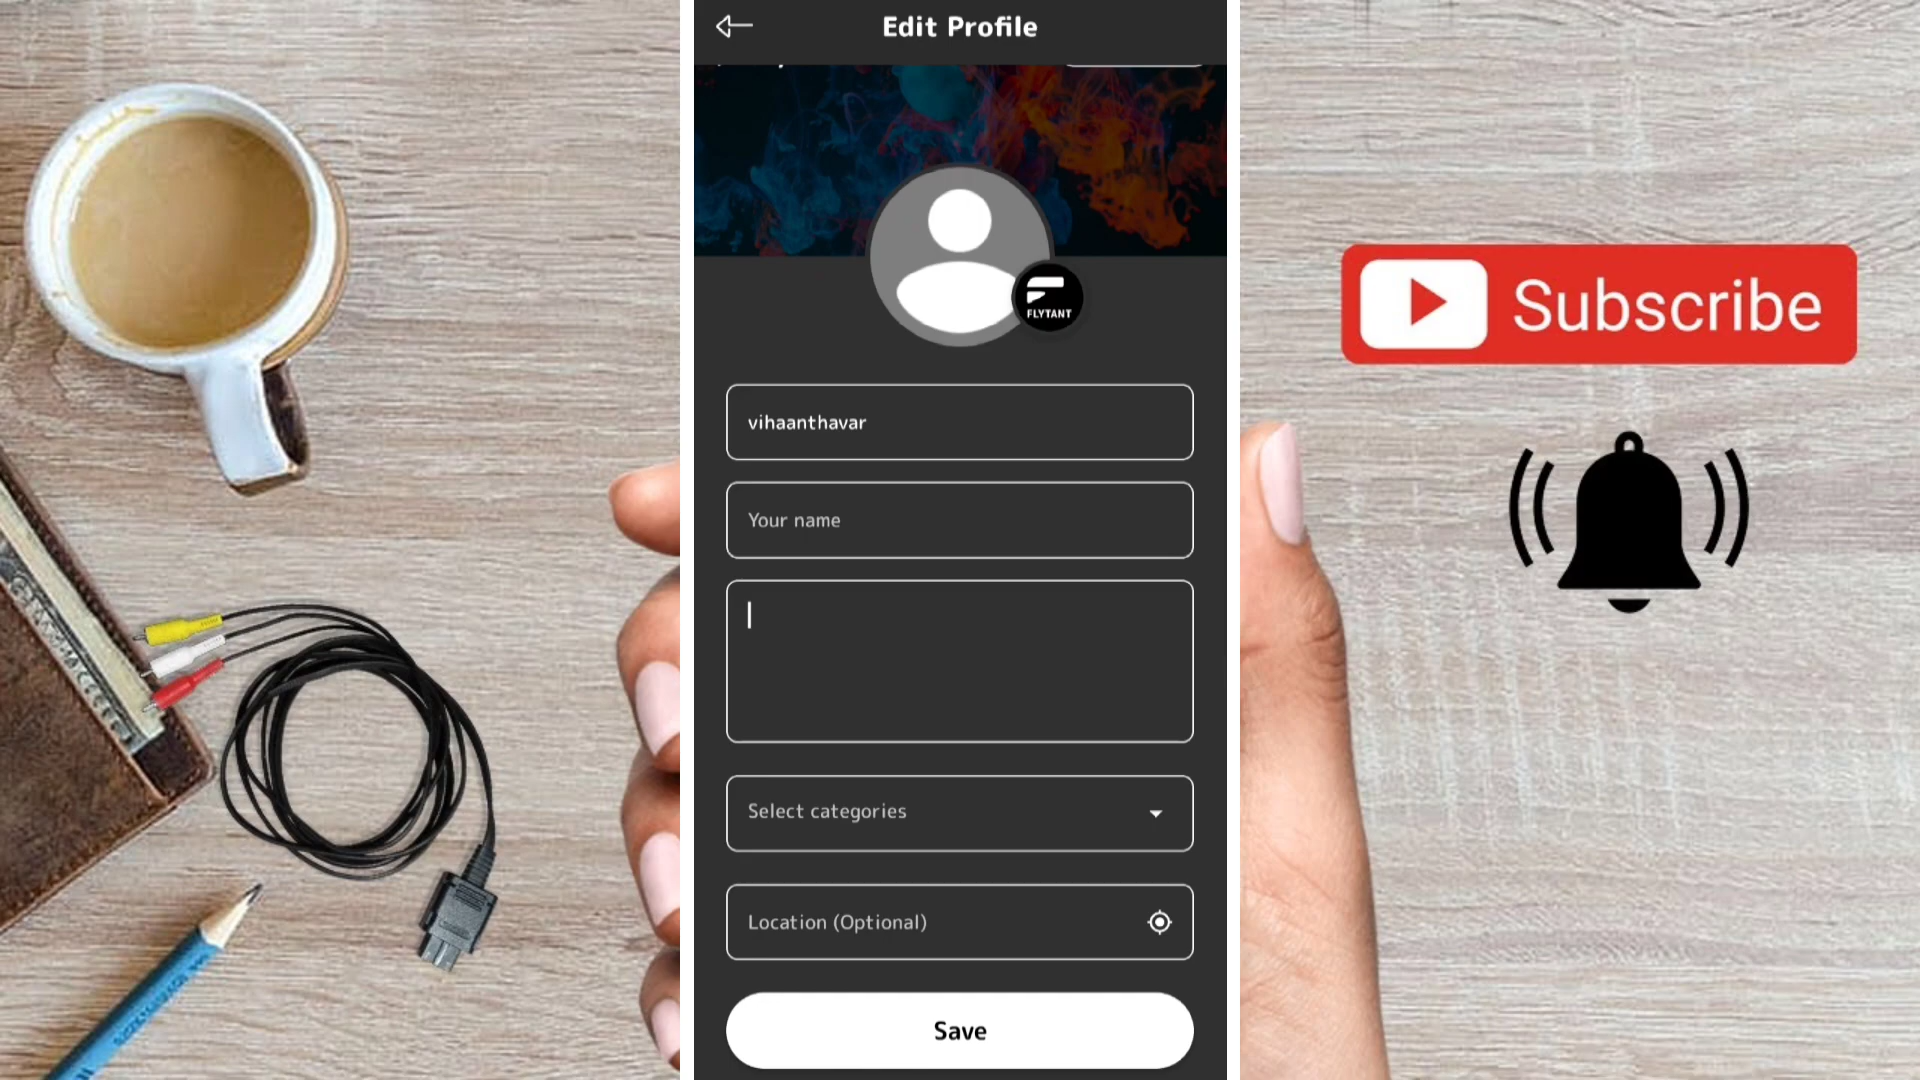 Edit Profile
FLYTANT
vihaanthavar
Your name
Select categories
Location (Optional)
Save
Subscribe